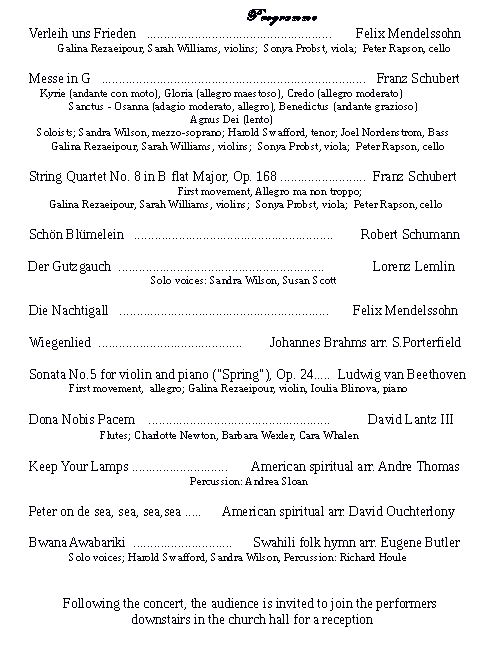 Programme
Verleih uns Frieden ..................................................... Felix Mendelssohn
Galina Rezaeipour, Sarah Williams, violins; Sonya Probst, viola; Peter Rapson, cello
Messe in G ............................................................................ Franz Schubert
Kyrie (andante con moto), Gloria (allegro maestoso), Credo (allegro moderato)
Sanctus - Osanna (adagio moderato, allegro), Benedictus (andante grazioso)
Agnus Dei (lento)
Soloists; Sandra Wilson, mezzo-soprano; Harold Swafford, tenor; Joel Nordenstrom, Bass
Galina Rezaeipour, Sarah Williams, violins; Sonya Probst, viola; Peter Rapson, cello
String Quartet No. 8 in B flat Major, Op. 168 ......................... Franz Schubert
First movement, Allegro ma non troppo;
Galina Rezaeipour, Sarah Williams, violins; Sonya Probst, viola; Peter Rapson, cello
Schön Blümelein ......................................................... Robert Schumann
Der Gutzgauch ........................................................... Lorenz Lemlin
Solo voices: Sandra Wilson, Susan Scott
Die Nachtigall ............................................................ Felix Mendelssohn
Wiegenlied .......................................... Johannes Brahms arr. S.Porterfield
Sonata No.5 for violin and piano ("Spring"), Op. 24..... Ludwig van Beethoven
First movement, allegro; Galina Rezaeipour, violin, Ioulia Blinova, piano
Dona Nobis Pacem .................................................... David Lantz III
Flutes; Charlotte Newton, Barbara Wexler, Cara Whalen
Keep Your Lamps ............................ American spiritual arr. Andre Thomas
Percussion: Andrea Sloan
Peter on de sea, sea, sea,sea ..... American spiritual arr. David Ouchterlony
Bwana Awabariki ............................. Swahili folk hymn arr. Eugene Butler
Solo voices; Harold Swafford, Sandra Wilson, Percussion: Richard Houle
Following the concert, the audience is invited to join the performers
downstairs in the church hall for a reception